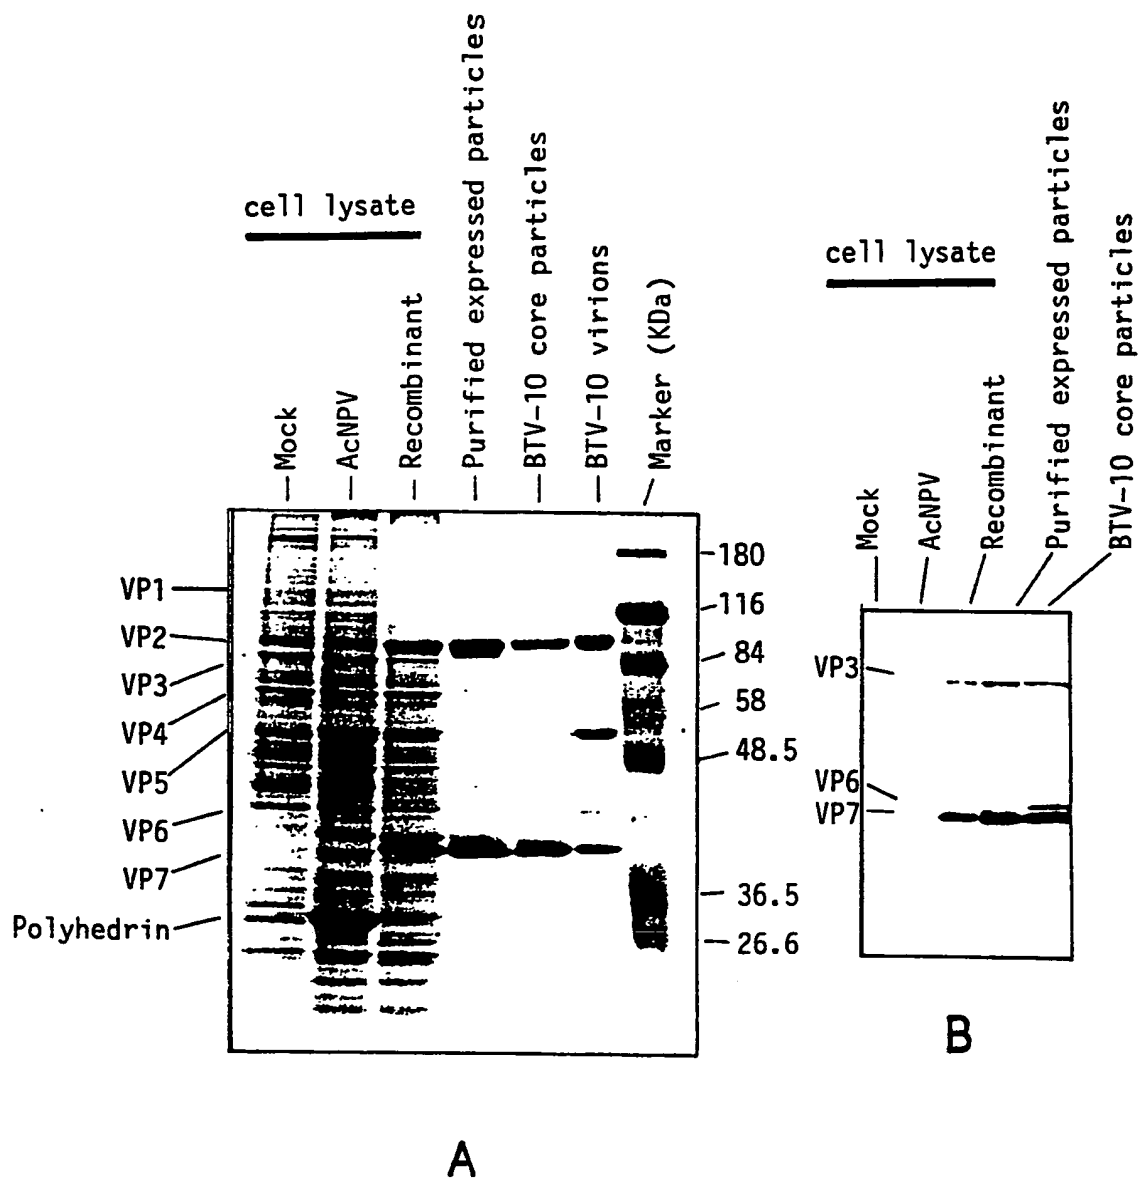 cell lysate
Mock
AcNPV
Recombinant
Purified expressed particles
BTV-10 core particles
BTV-10 virions
Marker (KDa)
VP1
VP2
VP3
VP4
VP5
VP6
VP7
Polyhedrin
180
116
84
58
48.5
36.5
26.6
A
cell lysate
Mock
AcNPV
Recombinant
Purified expressed particles
BTV-10 core particles
VP3
VP6
VP7
B